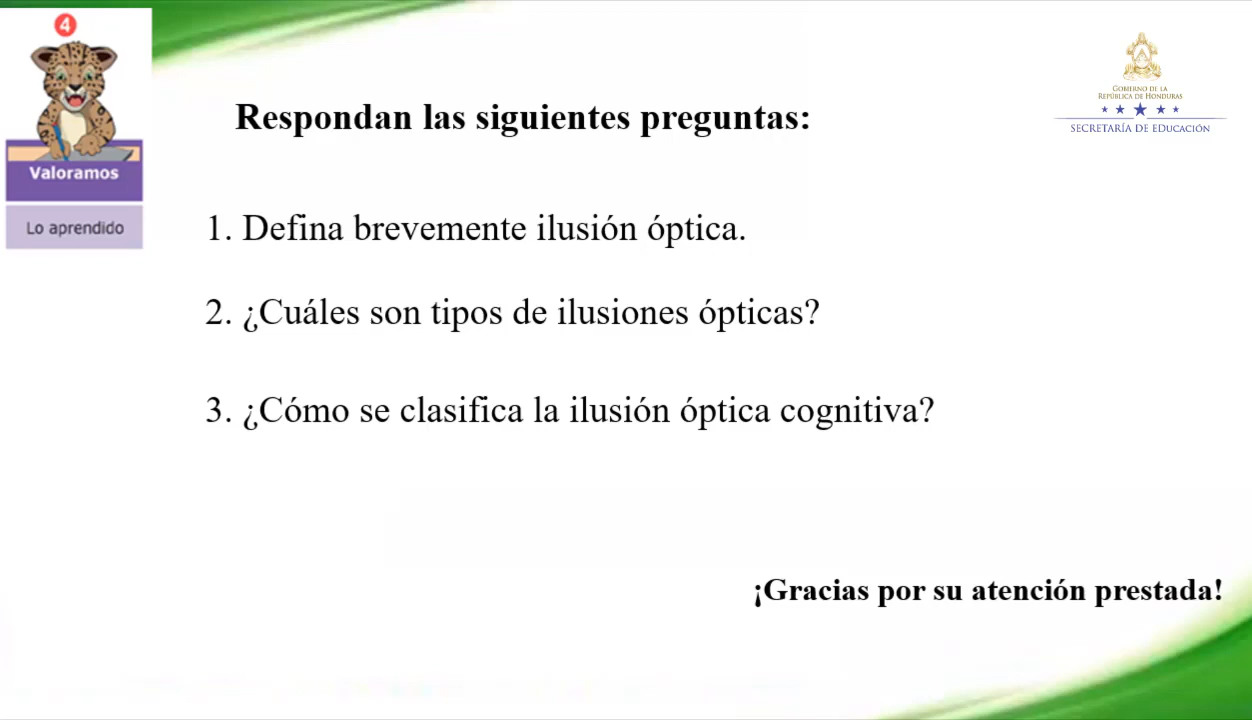 4
Valoramos
Lo aprendido
Respondan las siguientes preguntas:
GOBIERNO DE LA
REPÚBLICA DE HONDURAS
SECRETARÍA DE EDUCACIÓN
1. Defina brevemente ilusión óptica.
2. ¿Cuáles son tipos de ilusiones ópticas?
3. ¿Cómo se clasifica la ilusión óptica cognitiva?
¡Gracias por su atención prestada!